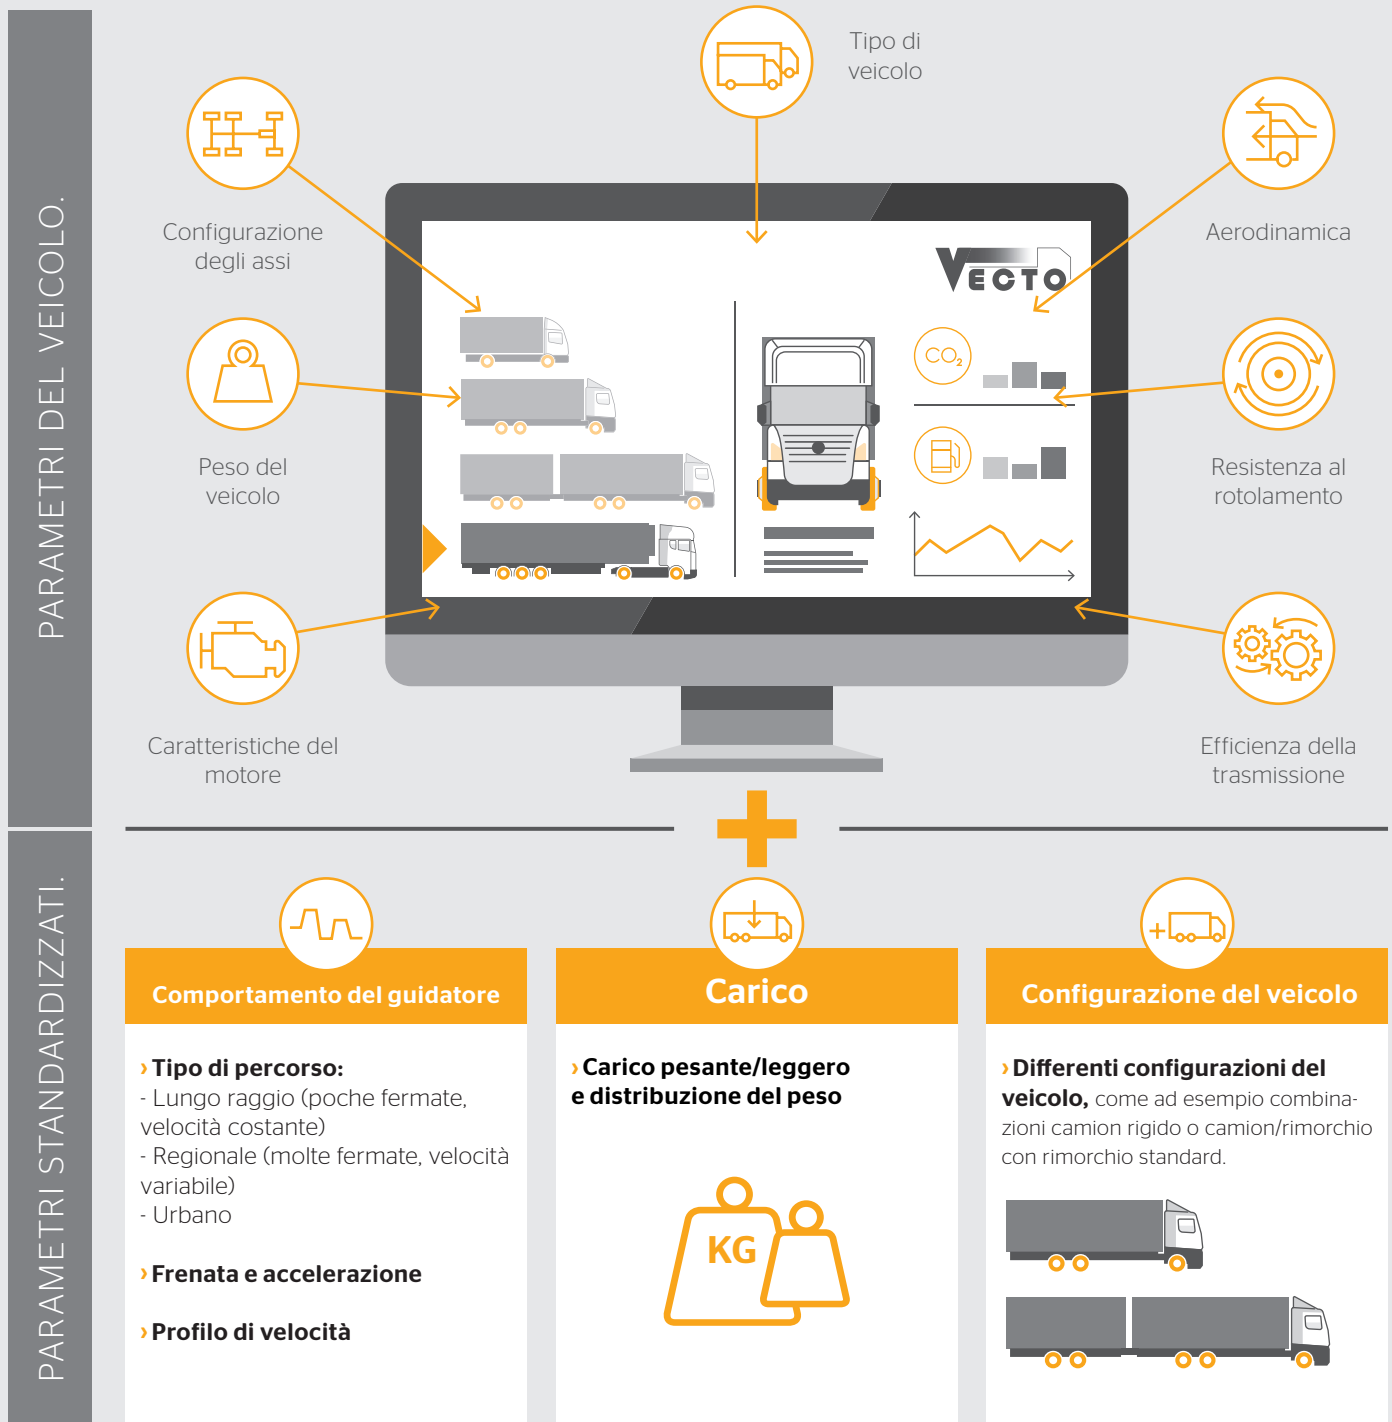 PARAMETRI DEL VEICOLO.
Tipo di
veicolo
Configurazione
degli assi
Aerodinamica
VECTO
CO₂
Peso del
veicolo
Resistenza al
rotolamento
Caratteristiche del
motore
Efficienza della
trasmissione
PARAMETRI STANDARDIZZATI.
Comportamento del guidatore
› Tipo di percorso:
- Lungo raggio (poche fermate,
velocità costante)
- Regionale (molte fermate, velocità
variabile)
- Urbano
› Frenata e accelerazione
› Profilo di velocità
Carico
› Carico pesante/leggero
e distribuzione del peso
KG
Configurazione del veicolo
› Differenti configurazioni del
veicolo, come ad esempio combina-
zioni camion rigido o camion/rimorchio
con rimorchio standard.